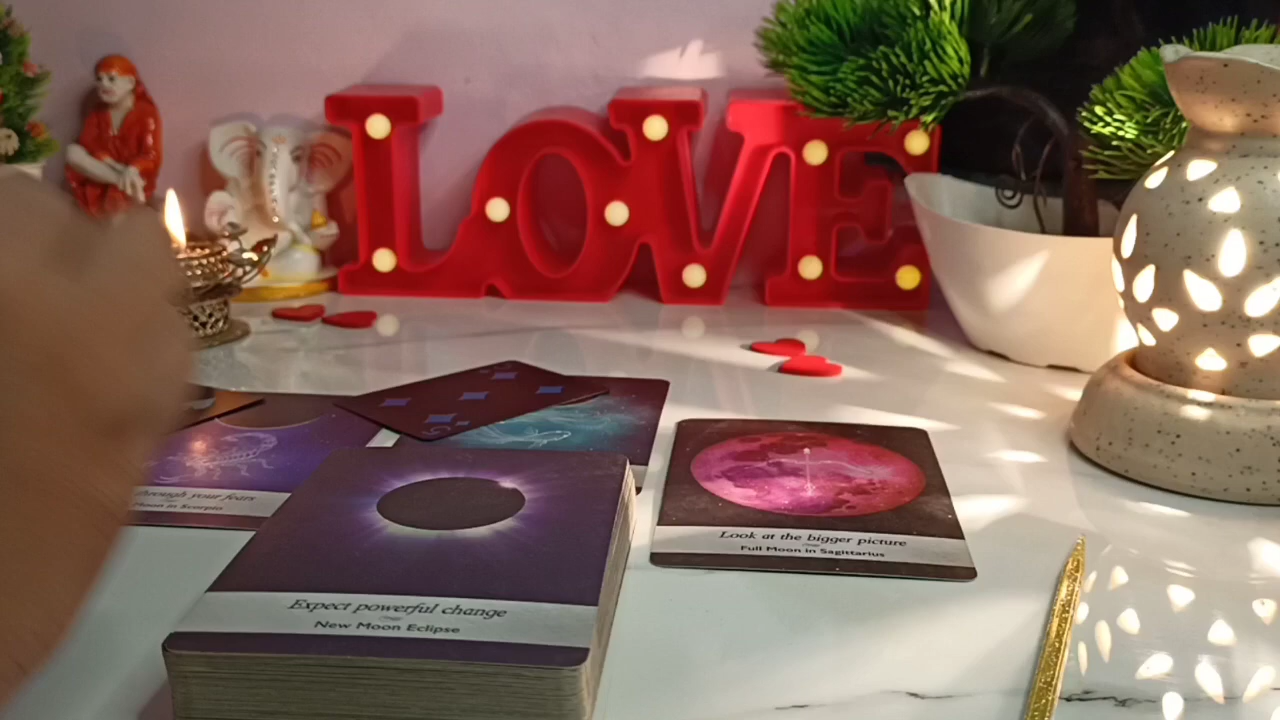 LOVE
through your fears
Moon in Scorpio
Expect powerful change
New Moon Eclipse
Look at the bigger picture
Full Moon in Sagittarius